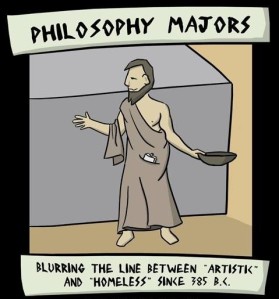 PHILOSOPHY MAJORS
BLURRING THE LINE BETWEEN "ARTISTIC"
AND "HOMELESS" SINCE 385 B.C.